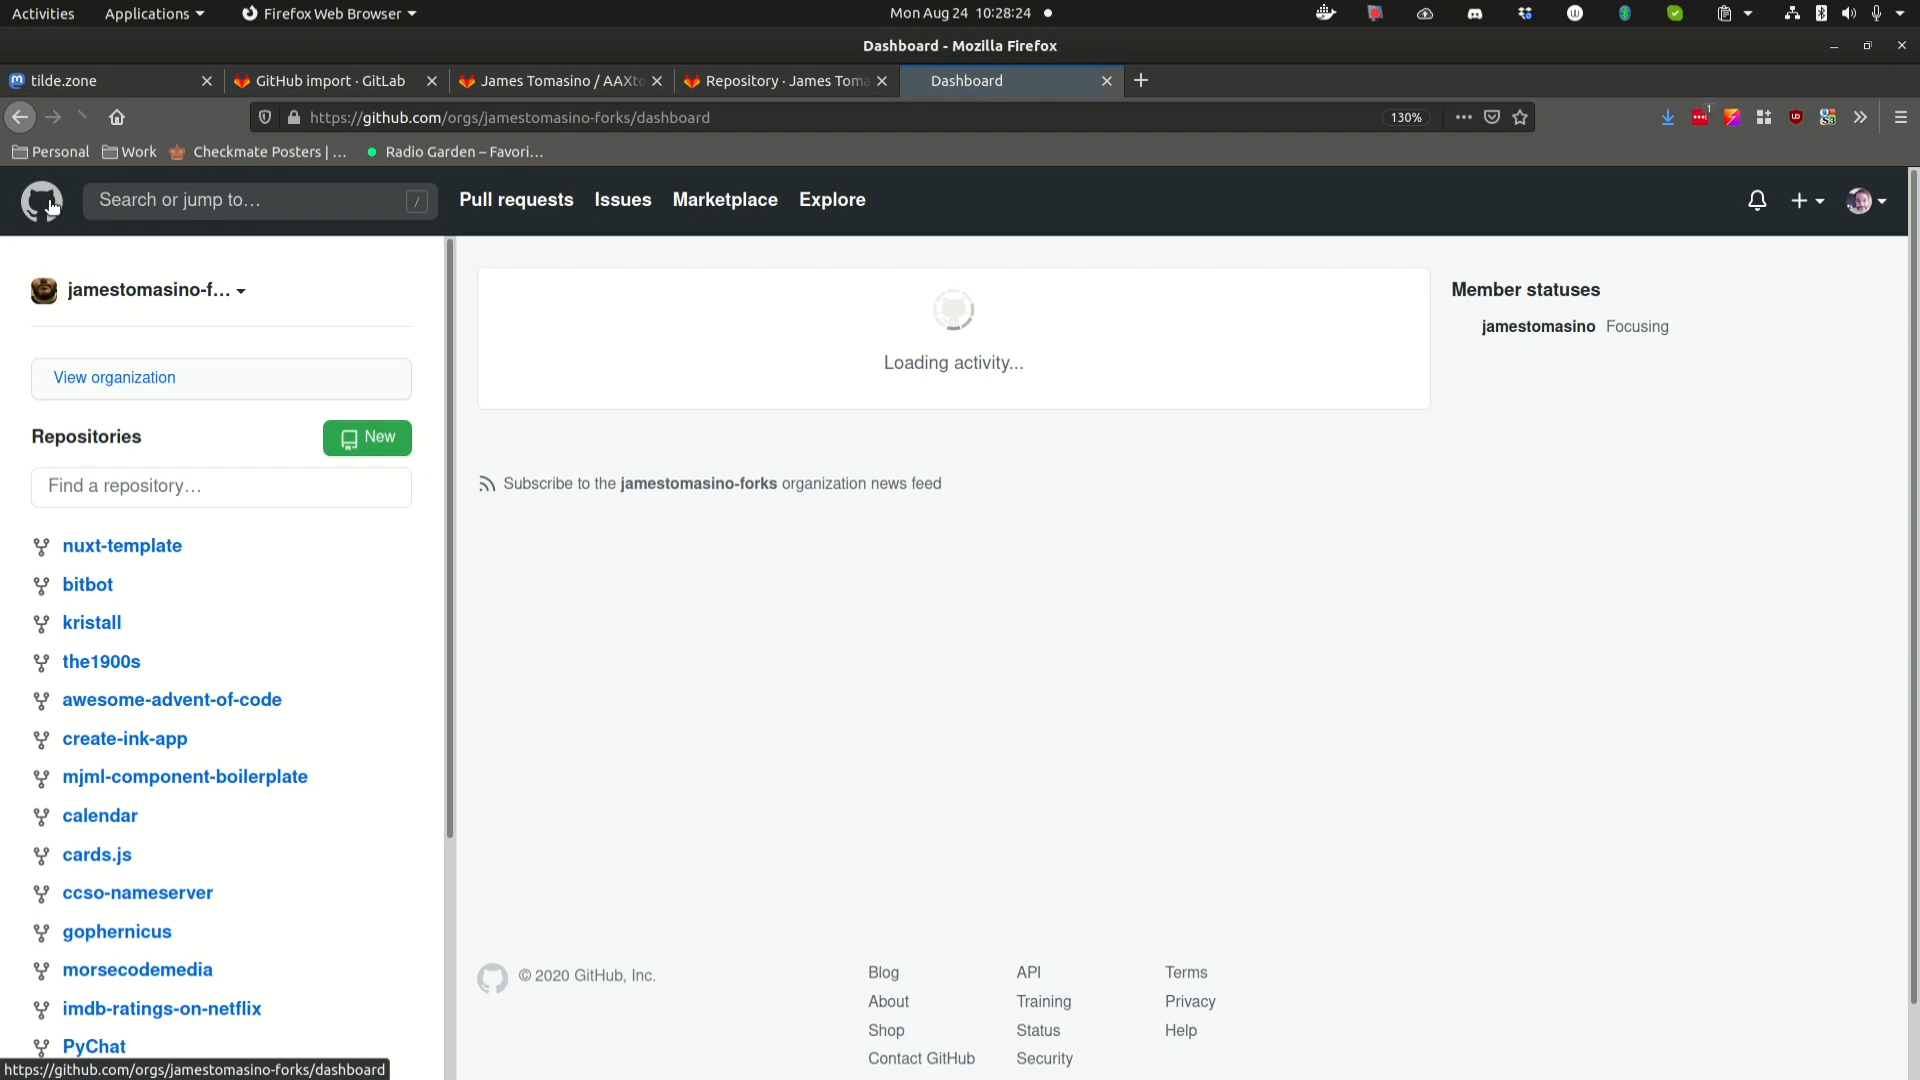 Activities Applications Firefox Web Browser Mon Aug 24 10:28:24
Dashboard - Mozilla Firefox
tilde.zone GitHub import · GitLab James Tomasino / AAXto Repository · James Toma Dashboard
https://github.com/orgs/jamestomasino-forks/dashboard 130% 1
Personal Work Checkmate Posters | ... Radio Garden – Favori...
Search or jump to... / Pull requests Issues Marketplace Explore
jamestomasino-f...
View organization
Repositories New
Find a repository...
nuxt-template
bitbot
kristall
the1900s
awesome-advent-of-code
create-ink-app
mjml-component-boilerplate
calendar
cards.js
ccso-nameserver
gophernicus
morsecodemedia
imdb-ratings-on-netflix
PyChat
https://github.com/orgs/jamestomasino-forks/dashboard
Loading activity...
Subscribe to the jamestomasino-forks organization news feed
Member statuses
jamestomasino Focusing
© 2020 GitHub, Inc.
Blog API Terms
About Training Privacy
Shop Status Help
Contact GitHub Security